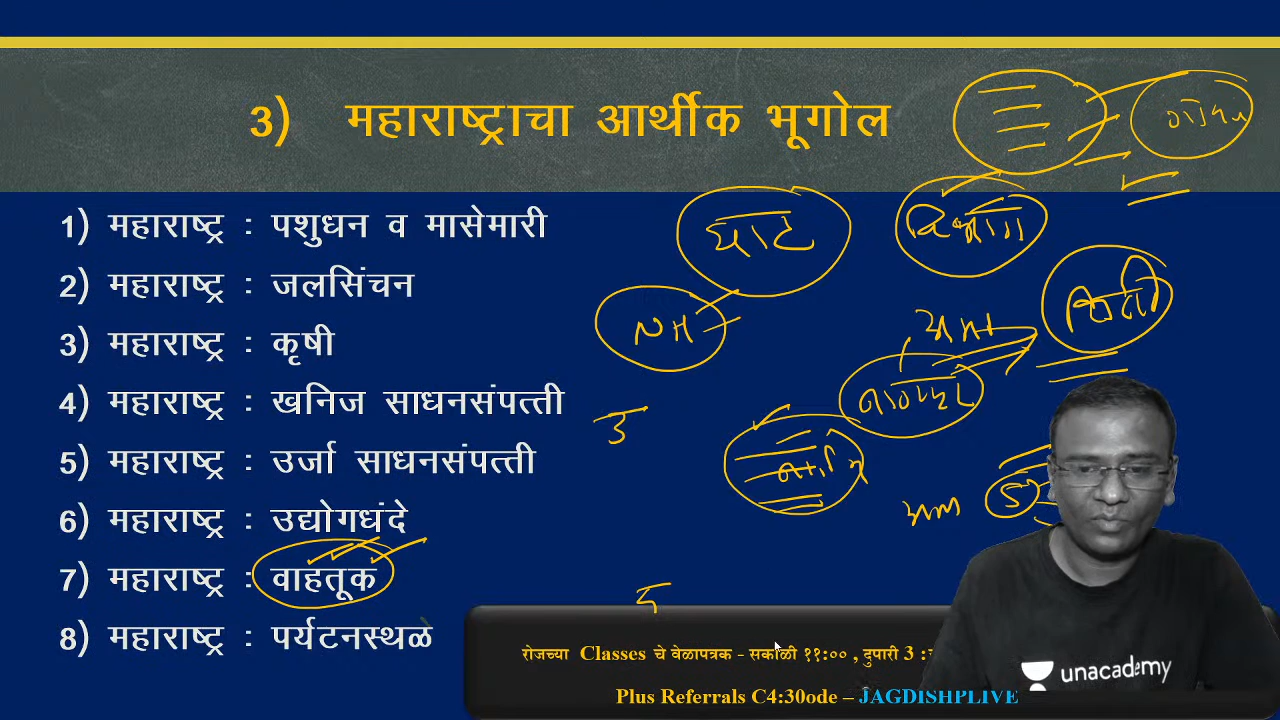 3) महाराष्ट्राचा आर्थीक भूगोल
1) महाराष्ट्र : पशुधन व मासेमारी
2) महाराष्ट्र : जलसिंचन
3) महाराष्ट्र : कृषी
4) महाराष्ट्र : खनिज साधनसंपत्ती
5) महाराष्ट्र : उर्जा साधनसंपत्ती
6) महाराष्ट्र : उद्योगधंदे
7) महाराष्ट्र : वाहतूक
8) महाराष्ट्र : पर्यटनस्थळे
घाट
विभाग
NH
उ
द
रोजच्या Classes चे वेळापत्रक - सकाळी ११:०० , दुपारी 3 :
Plus Referrals C4:30ode – JAGDISHPLIVE
unacademy